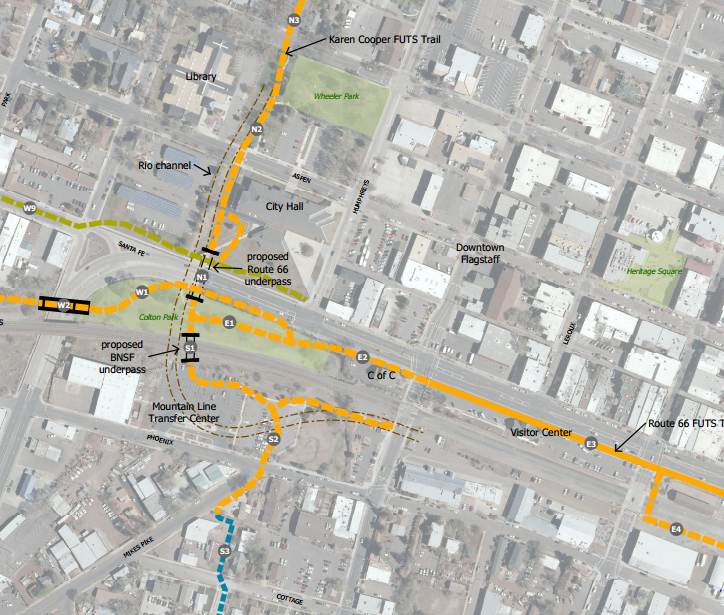 N3
Karen Cooper FUTS Trail
Library
Wheeler Park
PARK
N2
Rio channel
ASPEN
HUMPHREYS
W9
City Hall
SANTA FE
proposed
Route 66
underpass
Downtown
Flagstaff
Heritage Square
N1
W1
W2
Colton Park
E1
S
LEROUX
proposed
BNSF
underpass
S1
E2
C of C
Mountain Line
Transfer Center
Route 66 FUTS T
Visitor Center
E3
PHOENIX
S2
E4
MIKES PIKE
S3
COTTAGE